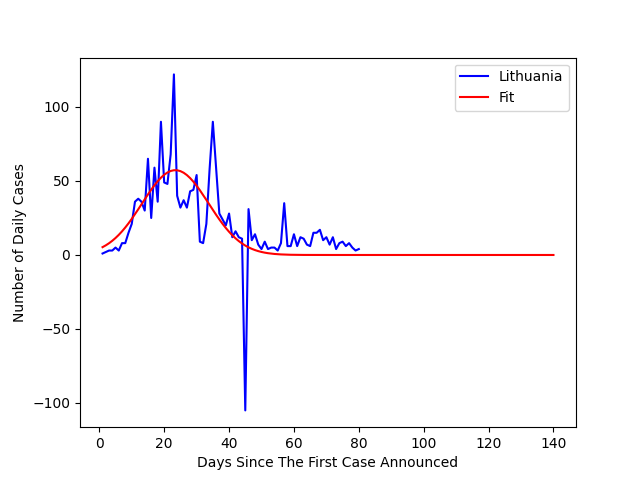 Lithuania
Fit
100
50
0
−50
−100
Number of Daily Cases
0 20 40 60 80 100 120 140
Days Since The First Case Announced